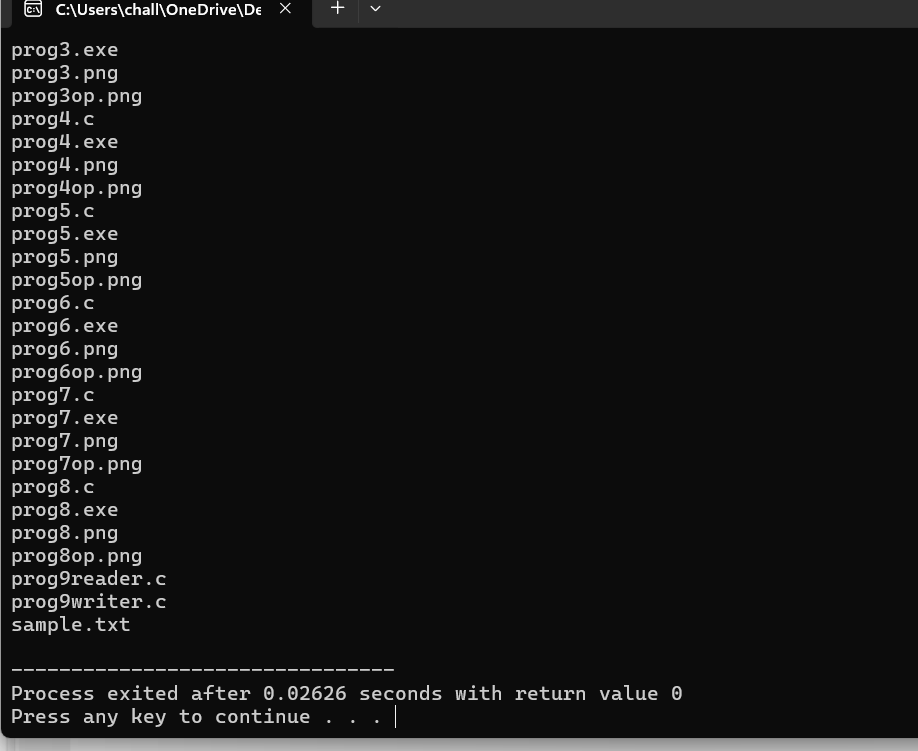 C:\Users\chall\OneDrive\De
prog3.exe
prog3.png
prog3op.png
prog4.c
prog4.exe
prog4.png
prog4op.png
prog5.c
prog5.exe
prog5.png
prog5op.png
prog6.c
prog6.exe
prog6.png
prog6op.png
prog7.c
prog7.exe
prog7.png
prog7op.png
prog8.c
prog8.exe
prog8.png
prog8op.png
prog9reader.c
prog9writer.c
sample.txt
--------------------------------
Process exited after 0.02626 seconds with return value 0
Press any key to continue . . .